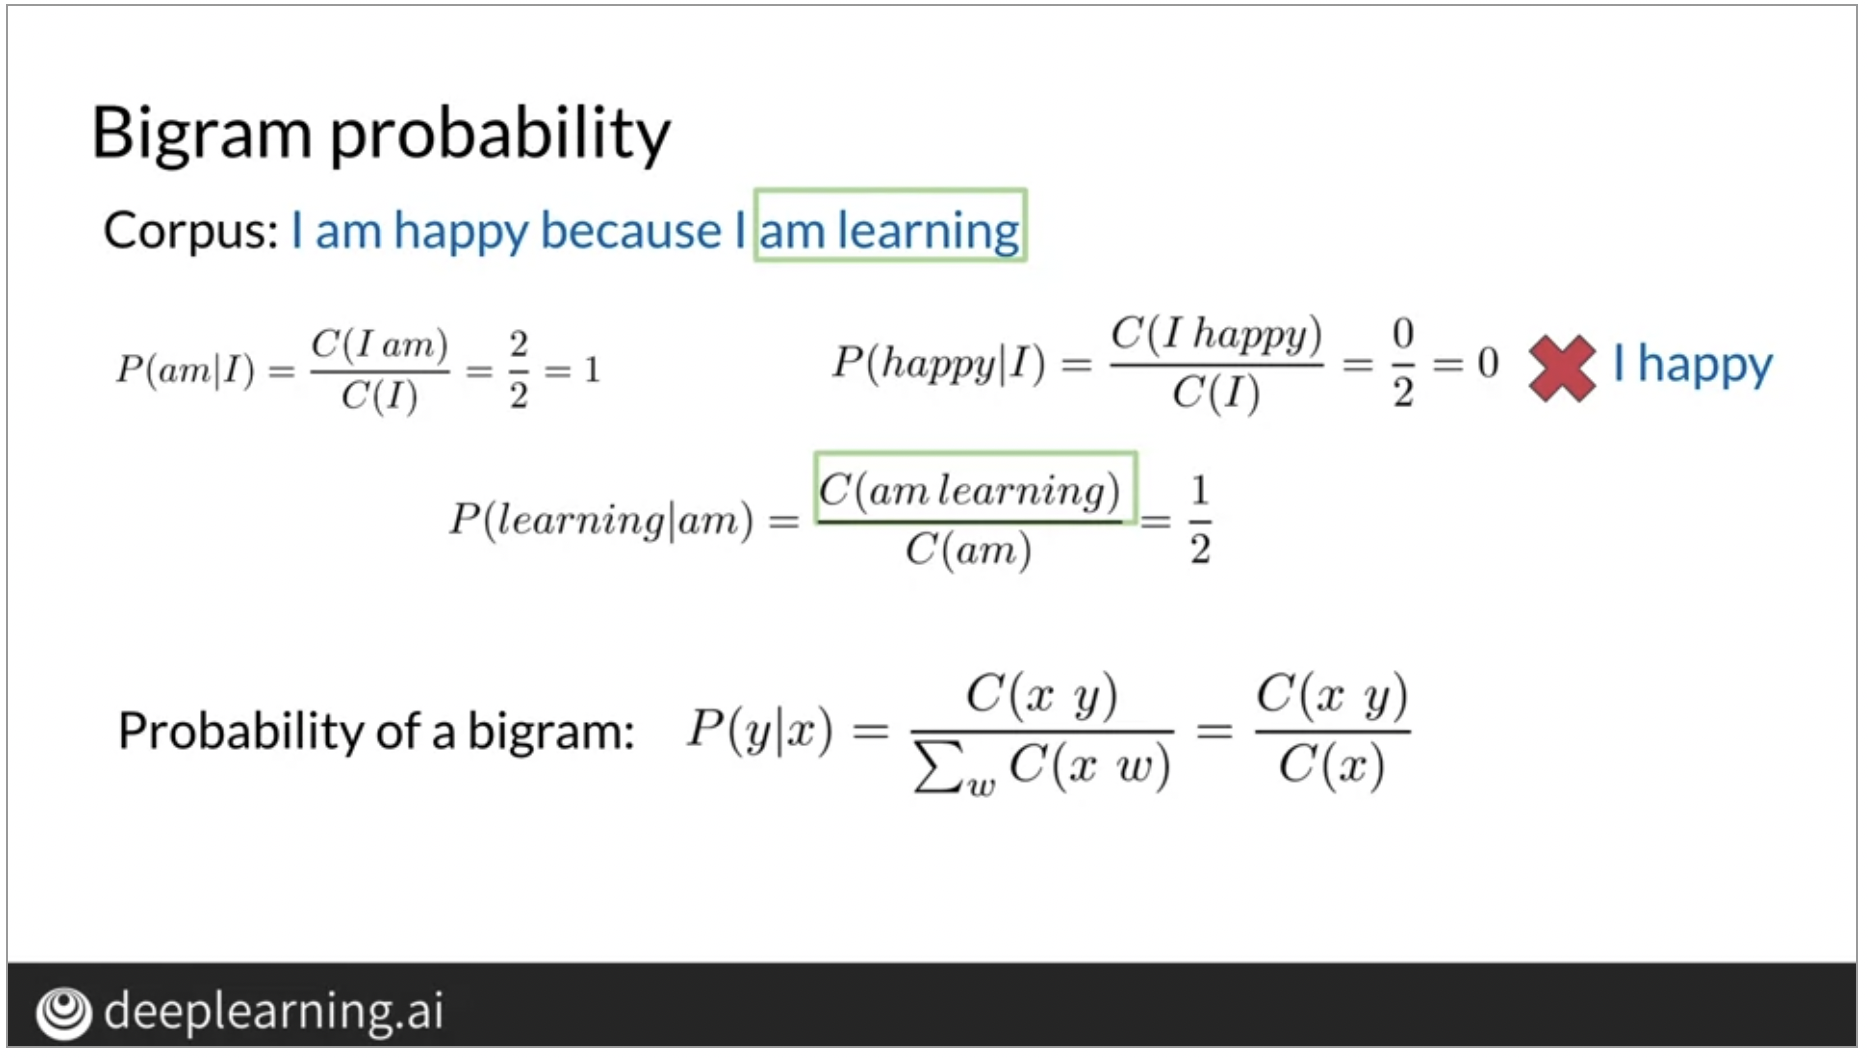 Bigram probability
Corpus: I am happy because I am learning
P(am|I) = C(I am) / C(I) = 2/2 = 1
P(happy|I) = C(I happy) / C(I) = 0/2 = 0 I happy
P(learning|am) = C(am learning) / C(am) = 1/2
Probability of a bigram: P(y|x) = C(x y) / ∑w C(x w) = C(x y) / C(x)
deeplearning.ai